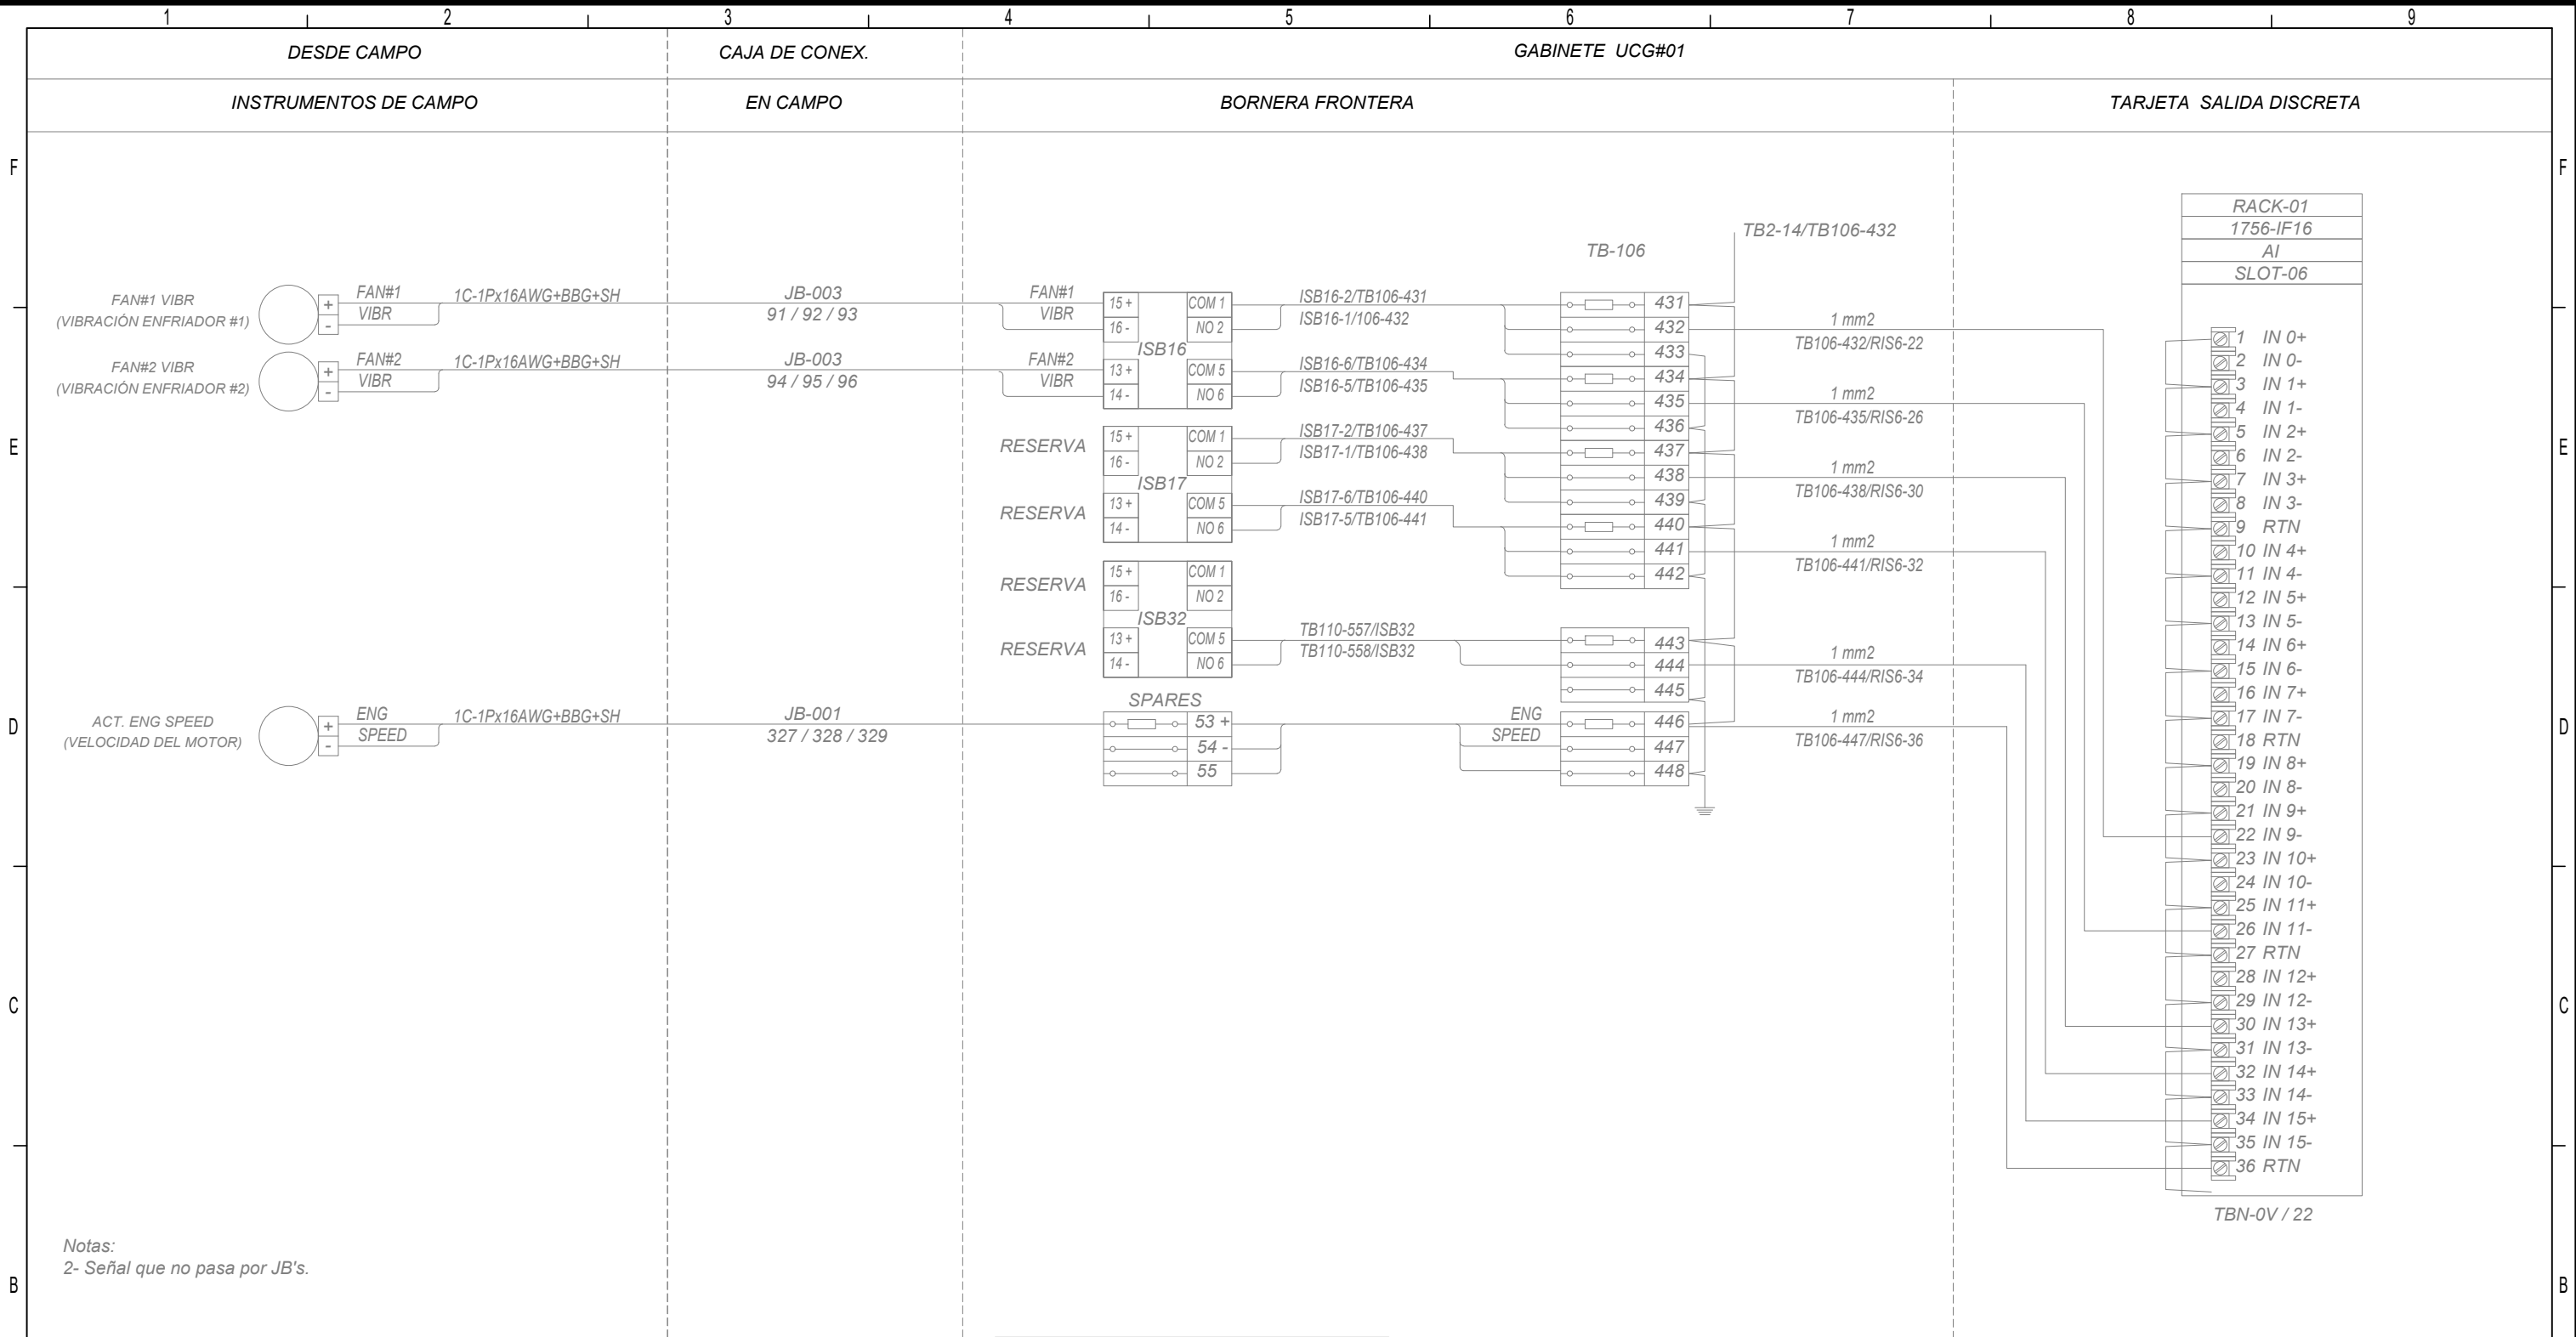 1 2 3 4 5 6 7 8 9
DESDE CAMPO
CAJA DE CONEX.
GABINETE UCG#01
INSTRUMENTOS DE CAMPO
EN CAMPO
BORNERA FRONTERA
TARJETA SALIDA DISCRETA
F
F
E
E
D
D
C
C
B
B
FAN#1 VIBR
(VIBRACIÓN ENFRIADOR #1)
+
-
FAN#1
VIBR
1C-1Px16AWG+BBG+SH
JB-003
91 / 92 / 93
FAN#1
VIBR
FAN#2 VIBR
(VIBRACIÓN ENFRIADOR #2)
+
-
FAN#2
VIBR
1C-1Px16AWG+BBG+SH
JB-003
94 / 95 / 96
FAN#2
VIBR
15 +
COM 1
16 -
NO 2
ISB16
13 +
COM 5
14 -
NO 6
RESERVA
15 +
COM 1
16 -
NO 2
ISB17
RESERVA
13 +
COM 5
14 -
NO 6
RESERVA
15 +
COM 1
16 -
NO 2
ISB32
RESERVA
13 +
COM 5
14 -
NO 6
ACT. ENG SPEED
(VELOCIDAD DEL MOTOR)
+
-
ENG
SPEED
1C-1Px16AWG+BBG+SH
JB-001
327 / 328 / 329
SPARES
53 +
54 -
55
ISB16-2/TB106-431
ISB16-1/106-432
ISB16-6/TB106-434
ISB16-5/TB106-435
ISB17-2/TB106-437
ISB17-1/TB106-438
ISB17-6/TB106-440
ISB17-5/TB106-441
TB110-557/ISB32
TB110-558/ISB32
ENG
SPEED
TB-106
TB2-14/TB106-432
431
432
433
434
435
436
437
438
439
440
441
442
443
444
445
446
447
448
1 mm2
TB106-432/RIS6-22
1 mm2
TB106-435/RIS6-26
1 mm2
TB106-438/RIS6-30
1 mm2
TB106-441/RIS6-32
1 mm2
TB106-444/RIS6-34
1 mm2
TB106-447/RIS6-36
RACK-01
1756-IF16
AI
SLOT-06
1 IN 0+
2 IN 0-
3 IN 1+
4 IN 1-
5 IN 2+
6 IN 2-
7 IN 3+
8 IN 3-
9 RTN
10 IN 4+
11 IN 4-
12 IN 5+
13 IN 5-
14 IN 6+
15 IN 6-
16 IN 7+
17 IN 7-
18 RTN
19 IN 8+
20 IN 8-
21 IN 9+
22 IN 9-
23 IN 10+
24 IN 10-
25 IN 11+
26 IN 11-
27 RTN
28 IN 12+
29 IN 12-
30 IN 13+
31 IN 13-
32 IN 14+
33 IN 14-
34 IN 15+
35 IN 15-
36 RTN
TBN-0V / 22
Notas:
2- Señal que no pasa por JB's.